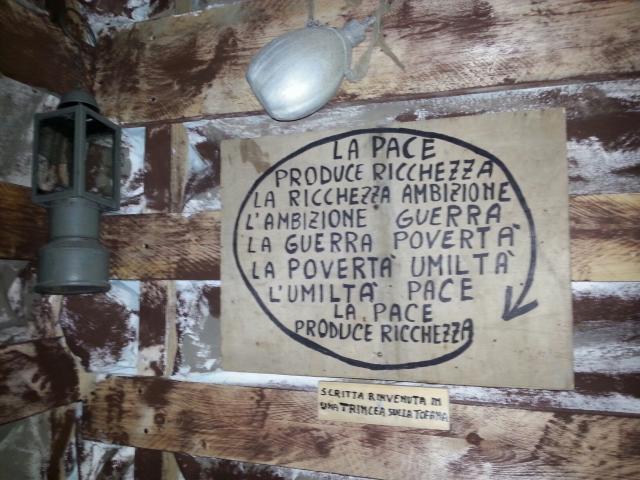 LA PACE
PRODUCE RICCHEZZA
LA RICCHEZZA AMBIZIONE
L'AMBIZIONE GUERRA
LA GUERRA POVERTÀ
LA POVERTÀ UMILTÀ
L'UMILTÀ PACE
LA PACE
PRODUCE RICCHEZZA
SCRITTA RINVENUTA IN
UNA TRINCEA SULLA TOFANA